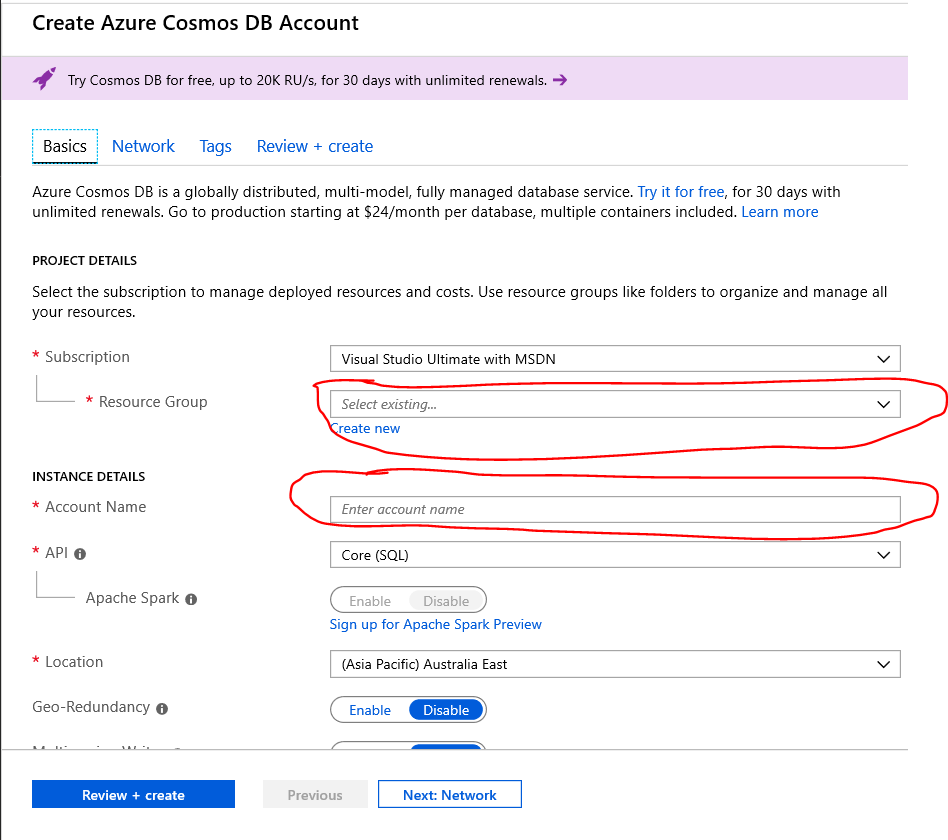 Create Azure Cosmos DB Account
Try Cosmos DB for free, up to 20K RU/s, for 30 days with unlimited renewals.
Basics Network Tags Review + create
Azure Cosmos DB is a globally distributed, multi-model, fully managed database service. Try it for free, for 30 days with
unlimited renewals. Go to production starting at $24/month per database, multiple containers included. Learn more
PROJECT DETAILS
Select the subscription to manage deployed resources and costs. Use resource groups like folders to organize and manage all
your resources.
* Subscription Visual Studio Ultimate with MSDN
* Resource Group Select existing...
Create new
INSTANCE DETAILS
* Account Name Enter account name
* API Core (SQL)
Apache Spark Enable Disable
Sign up for Apache Spark Preview
* Location (Asia Pacific) Australia East
Geo-Redundancy Enable Disable
Review + create Previous Next: Network